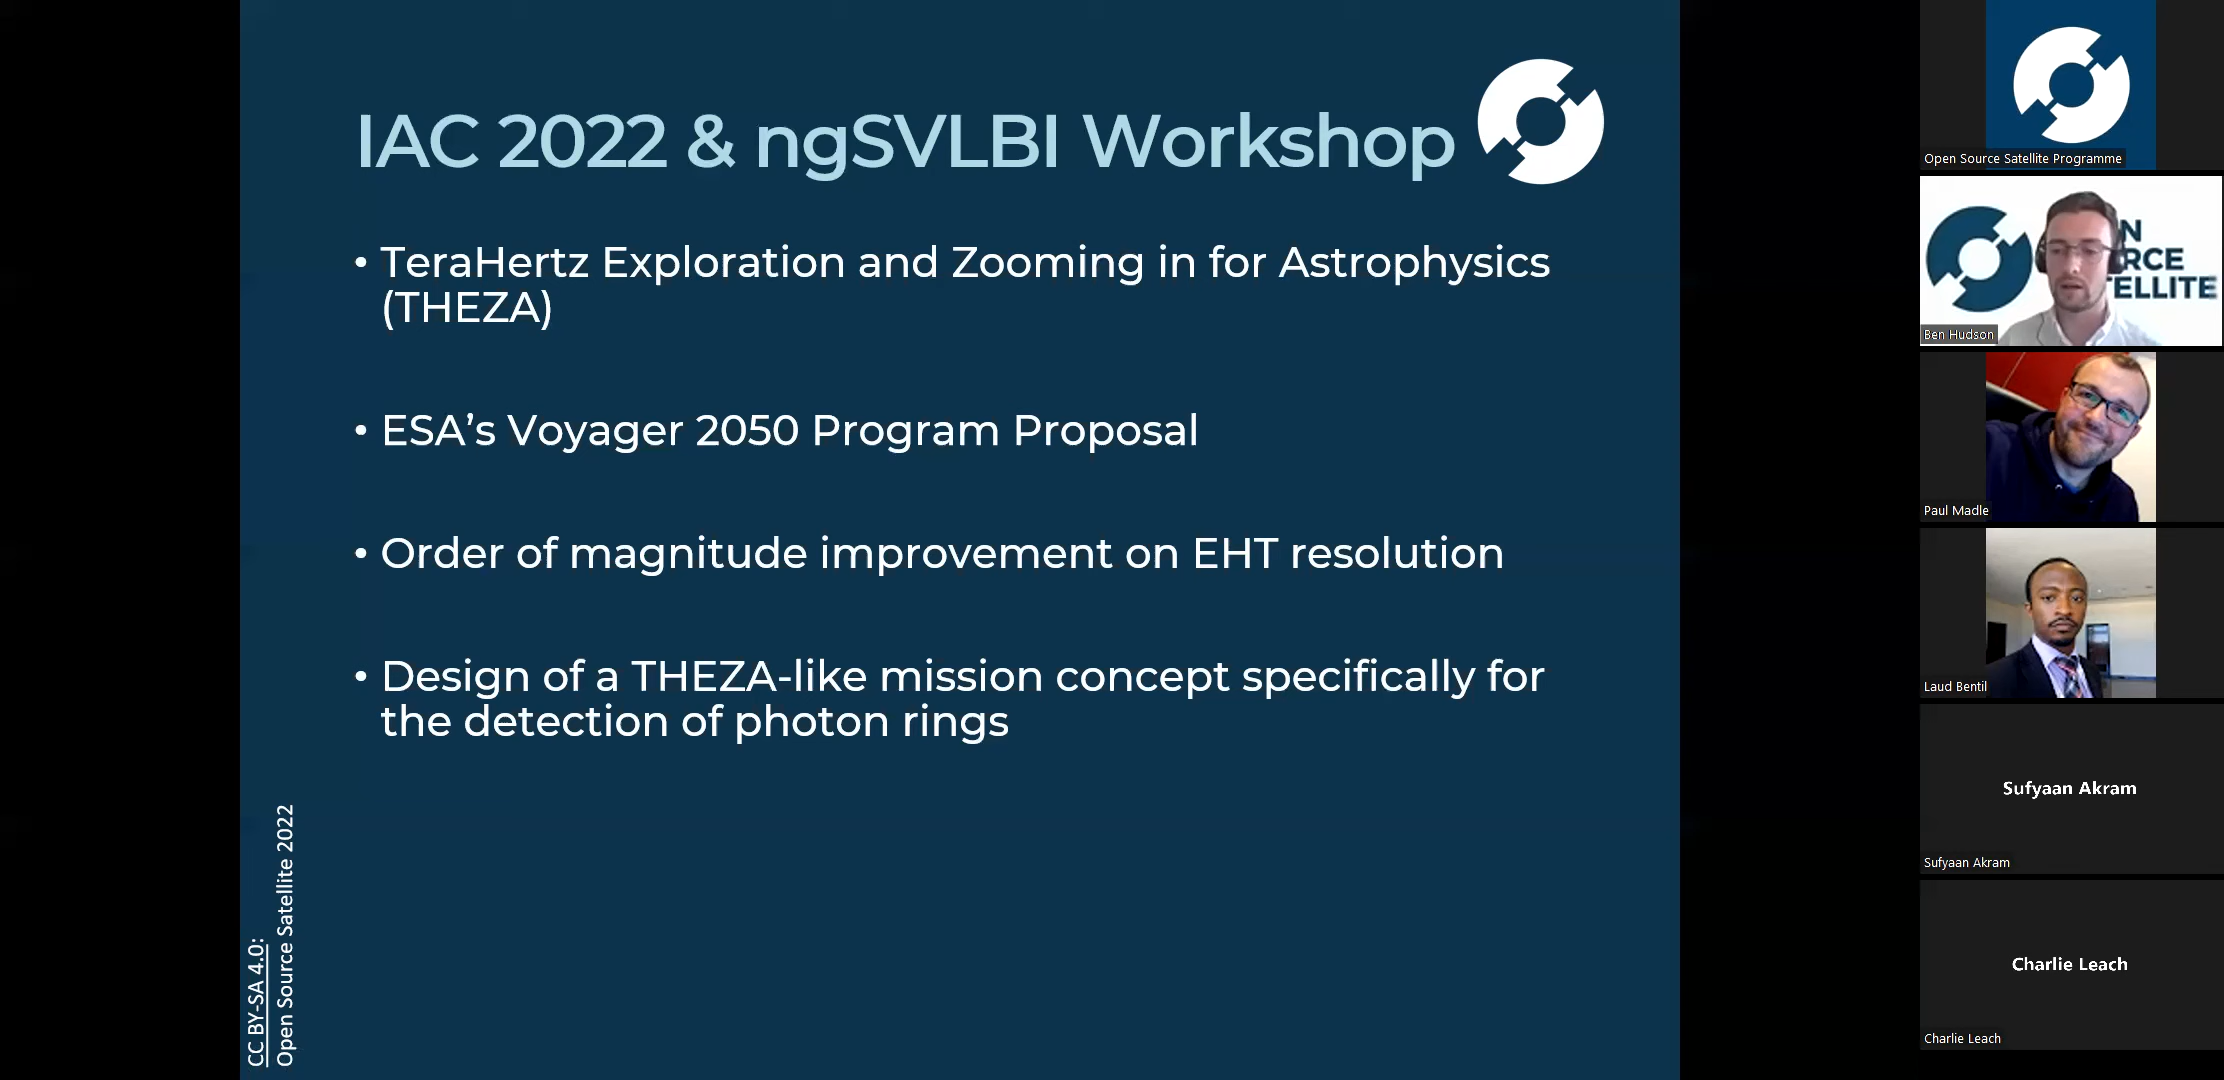 IAC 2022 & ngSVLBI Workshop
• TeraHertz Exploration and Zooming in for Astrophysics
(THEZA)
• ESA’s Voyager 2050 Program Proposal
• Order of magnitude improvement on EHT resolution
• Design of a THEZA-like mission concept specifically for
the detection of photon rings
CC BY-SA 4.0:
Open Source Satellite 2022
Open Source Satellite Programme
EN
RCE
TELLITE
Ben Hudson
Paul Madle
Laud Bentil
Sufyaan Akram
Sufyaan Akram
Charlie Leach
Charlie Leach